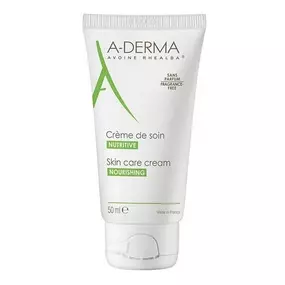 A-DERMA
AVOINE RHEALBA®
SANS
PARFUM
FRAGRANCE
FREE
Crème de soin
NUTRITIVE
Skin care cream
NOURISHING
50 ml ℮